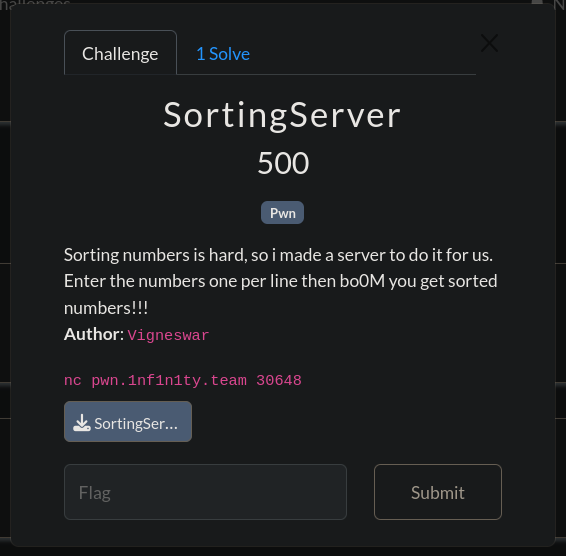 Challenge
1 Solve
SortingServer
500
Pwn
Sorting numbers is hard, so i made a server to do it for us.
Enter the numbers one per line then bo0M you get sorted
numbers!!!
Author: Vigneswar
nc pwn.1nf1n1ty.team 30648
SortingSer...
Flag
Submit